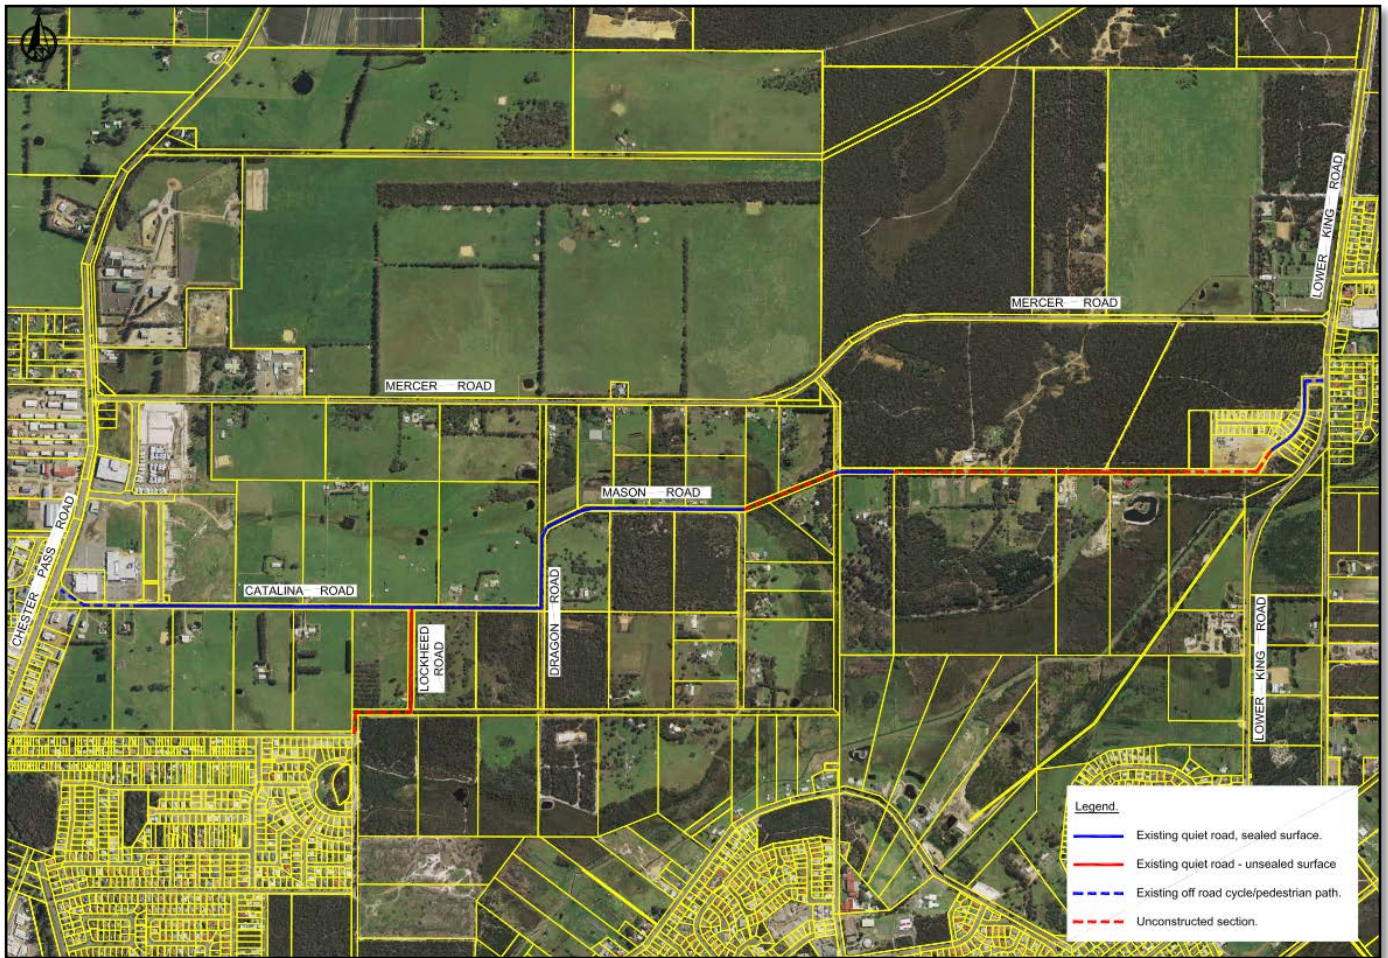 LOWER KING ROAD
MERCER ROAD
MERCER ROAD
MASON ROAD
CHESTER PASS ROAD
CATALINA ROAD
LOCKHEED
ROAD
DRAGON ROAD
LOWER KING ROAD
Legend.
Existing quiet road, sealed surface.
Existing quiet road - unsealed surface
Existing off road cycle/pedestrian path.
Unconstructed section.